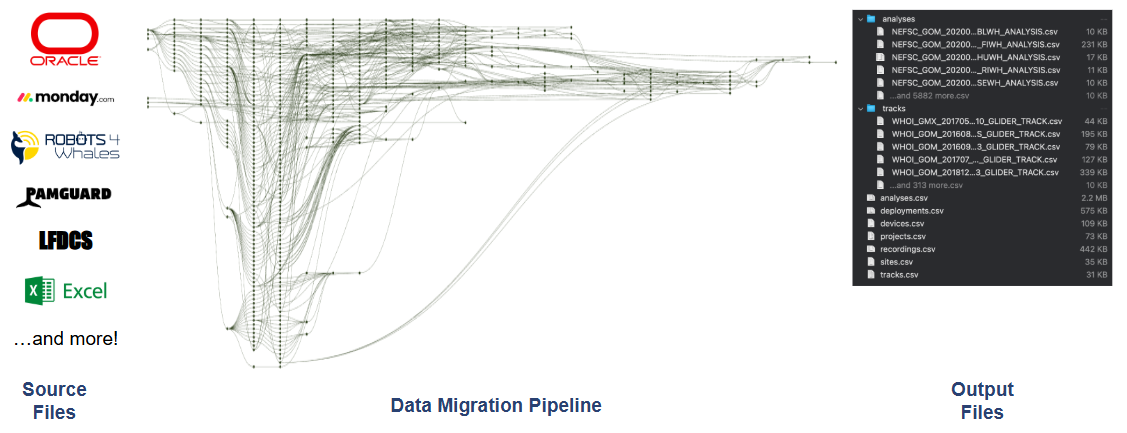 ORACLE
monday.com
ROBOTS 4
Whales
PAMGUARD
LFDCS
X Excel
…and more!
Source
Files
Data Migration Pipeline
analyses
NEFSC_GOM_20200...BLWH_ANALYSIS.csv 10 KB
NEFSC_GOM_20200..._FIWH_ANALYSIS.csv 231 KB
NEFSC_GOM_20200...HUWH_ANALYSIS.csv 17 KB
NEFSC_GOM_20200..._RIWH_ANALYSIS.csv 11 KB
NEFSC_GOM_20200...SEWH_ANALYSIS.csv 10 KB
...and 5882 more.csv 10 KB
tracks
WHOI_GMX_201705...10_GLIDER_TRACK.csv 44 KB
WHOI_GOM_201608...S_GLIDER_TRACK.csv 195 KB
WHOI_GOM_201609...3_GLIDER_TRACK.csv 79 KB
WHOI_GOM_201707_..._GLIDER_TRACK.csv 127 KB
WHOI_GOM_201812...3_GLIDER_TRACK.csv 339 KB
...and 313 more.csv 10 KB
analyses.csv 2.2 MB
deployments.csv 575 KB
devices.csv 109 KB
projects.csv 73 KB
recordings.csv 442 KB
sites.csv 35 KB
tracks.csv 31 KB
Output
Files